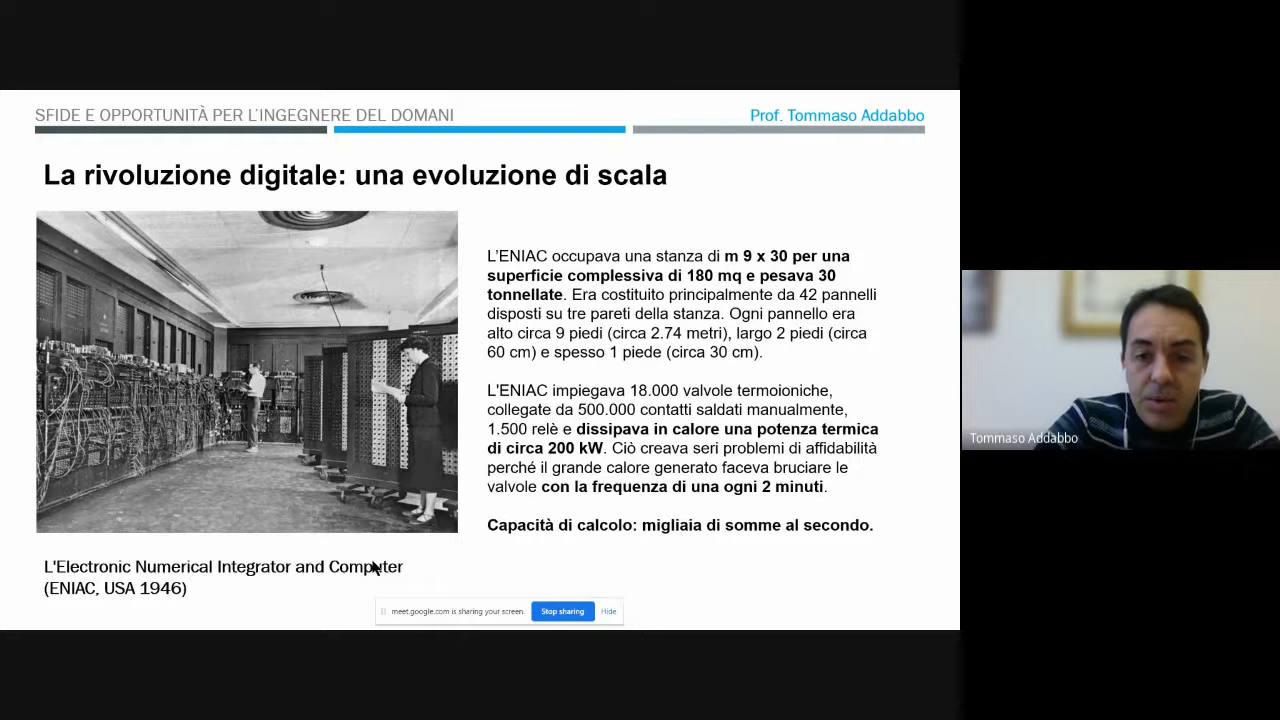 SFIDE E OPPORTUNITÀ PER L'INGEGNERE DEL DOMANI
Prof. Tommaso Addabbo
La rivoluzione digitale: una evoluzione di scala
L'ENIAC occupava una stanza di m 9 x 30 per una
superficie complessiva di 180 mq e pesava 30
tonnellate. Era costituito principalmente da 42 pannelli
disposti su tre pareti della stanza. Ogni pannello era
alto circa 9 piedi (circa 2.74 metri), largo 2 piedi (circa
60 cm) e spesso 1 piede (circa 30 cm).
L'ENIAC impiegava 18.000 valvole termoioniche,
collegate da 500.000 contatti saldati manualmente,
1.500 relè e dissipava in calore una potenza termica
di circa 200 kW. Ciò creava seri problemi di affidabilità
perché il grande calore generato faceva bruciare le
valvole con la frequenza di una ogni 2 minuti.
Capacità di calcolo: migliaia di somme al secondo.
L'Electronic Numerical Integrator and Computer
(ENIAC, USA 1946)
meet.google.com is sharing your screen.
Stop sharing
Hide
Tommaso Addabbo